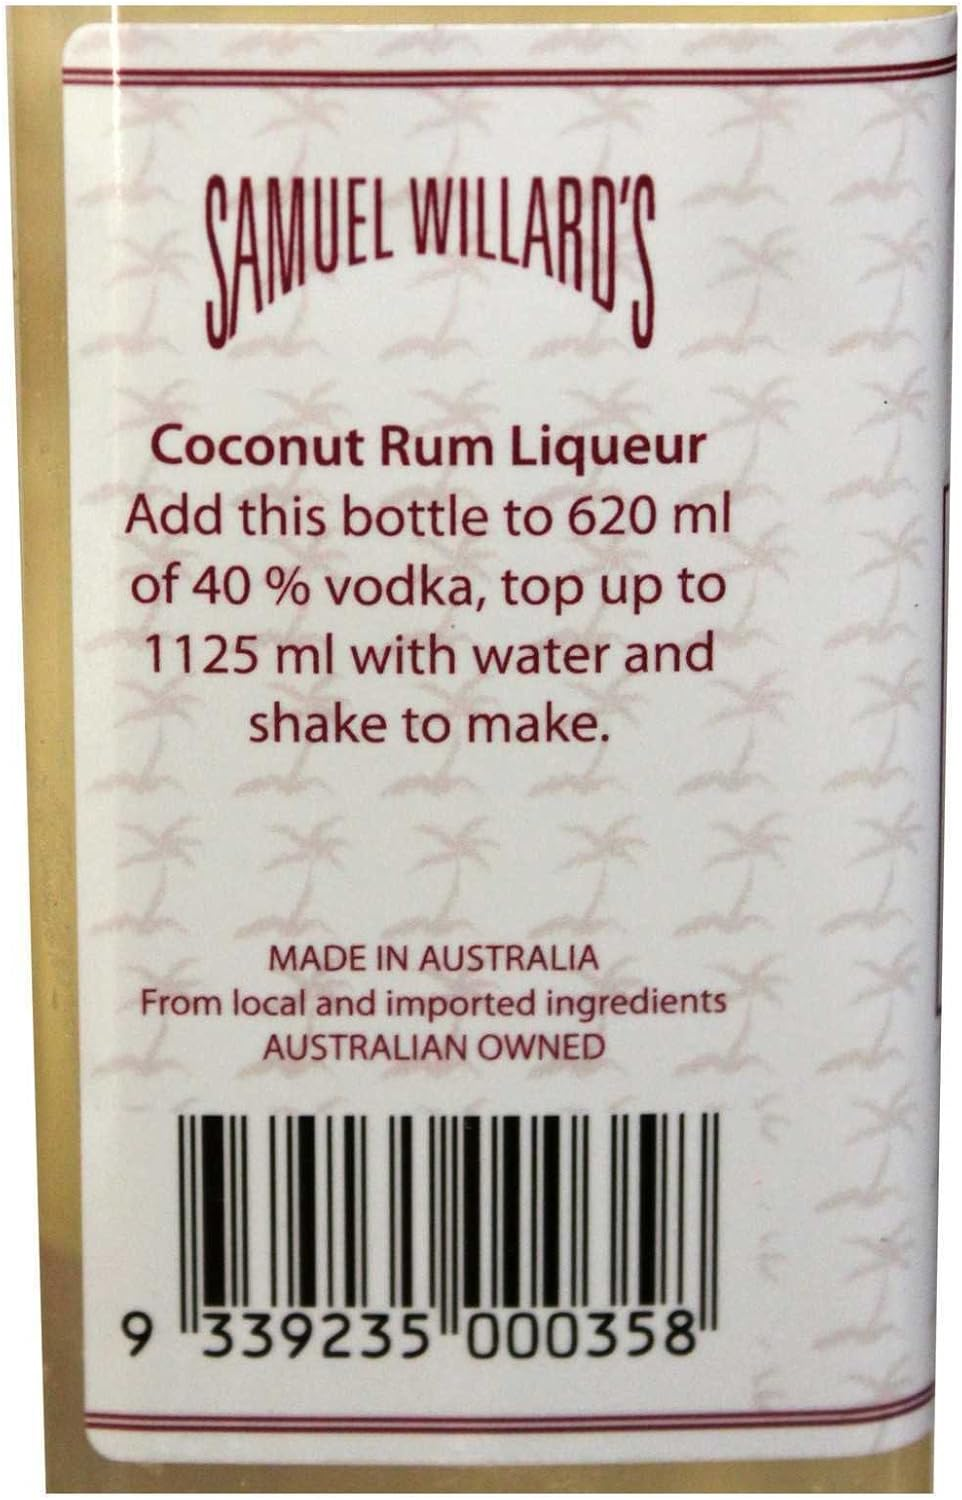 SAMUEL WILLARD'S
Coconut Rum Liqueur
Add this bottle to 620 ml
of 40 % vodka, top up to
1125 ml with water and
shake to make.
MADE IN AUSTRALIA
From local and imported ingredients
AUSTRALIAN OWNED
9 339235 000358